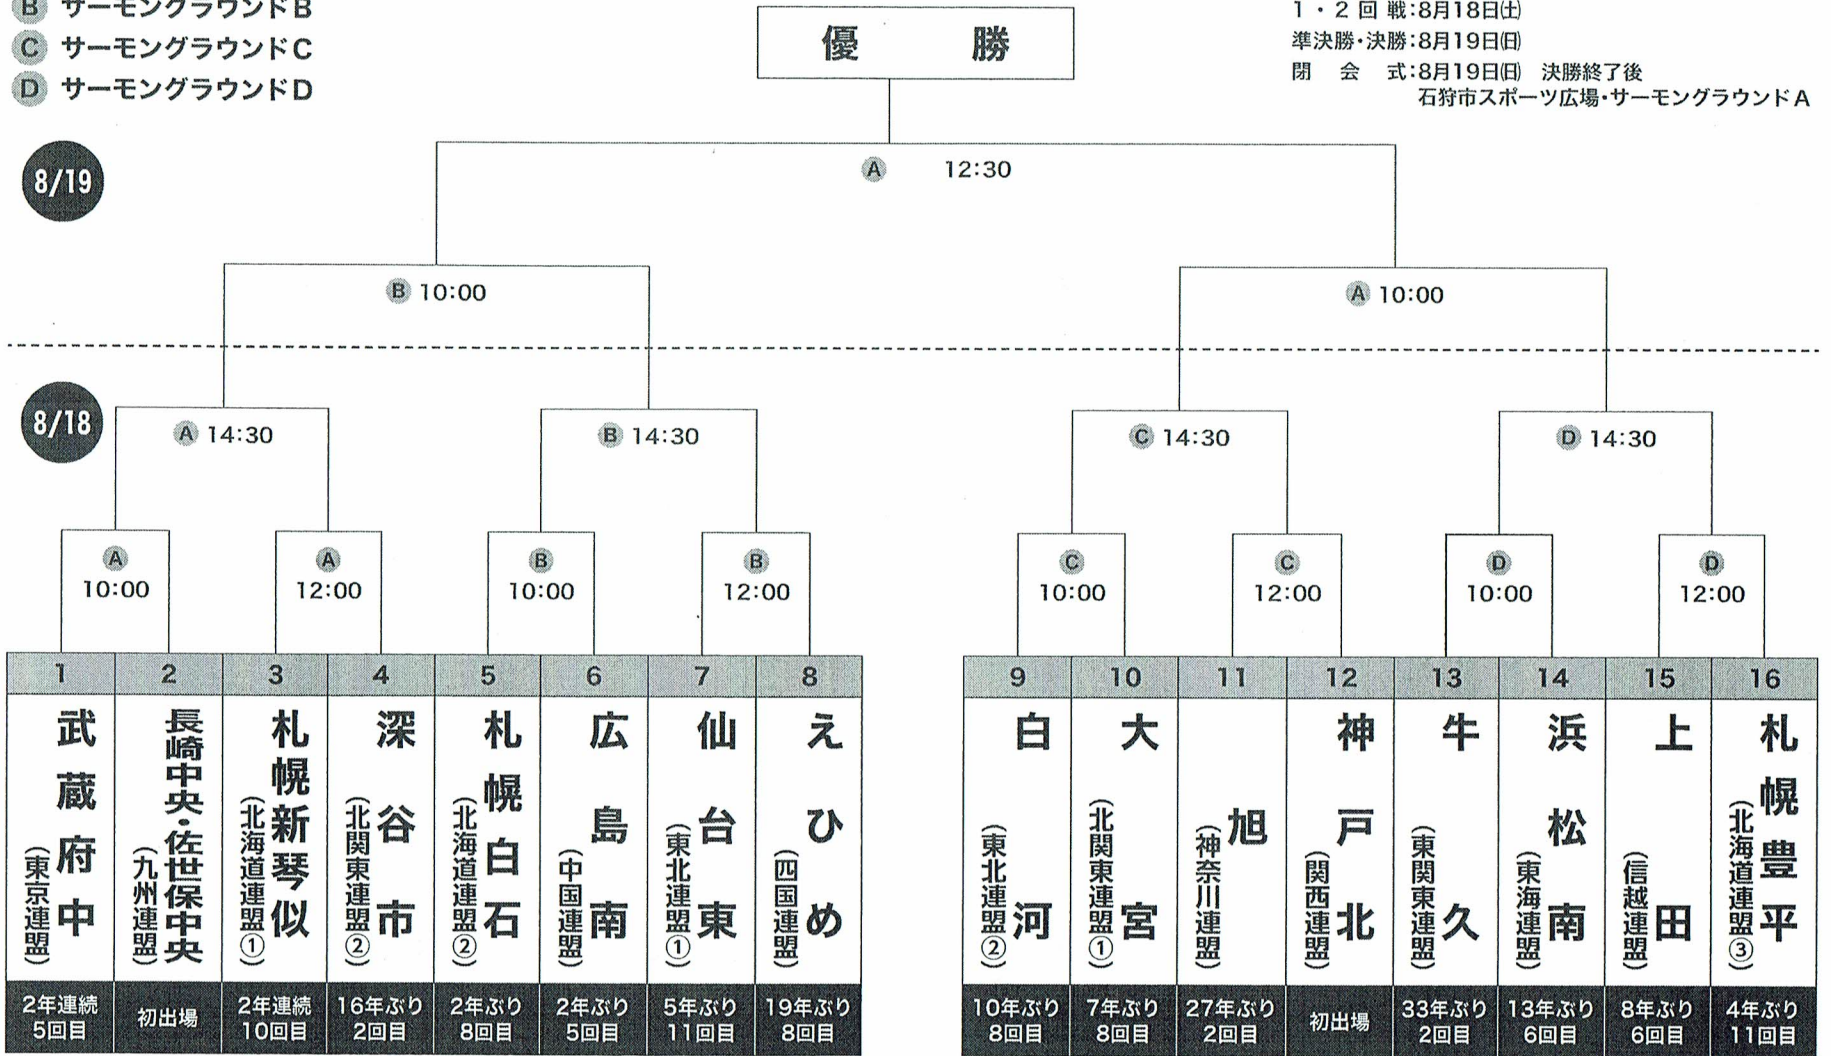 B サーモングラウンドB
C サーモングラウンドC
D サーモングラウンドD
優 勝
1・2回戦:8月18日㈯
準決勝・決勝:8月19日㈰
閉会式:8月19日㈰ 決勝終了後
石狩市スポーツ広場・サーモングラウンドA
8/19
A 12:30
B 10:00
A 10:00
8/18
A 14:30
B 14:30
C 14:30
D 14:30
A 10:00
A 12:00
B 10:00
B 12:00
C 10:00
C 12:00
D 10:00
D 12:00
1
武蔵府中
(東京連盟)
2年連続
5回目
2
長崎中央・佐世保中央
(九州連盟)
初出場
3
札幌新琴似
(北海道連盟①)
2年連続
10回目
4
深谷市
(北関東連盟②)
16年ぶり
2回目
5
札幌白石
(北海道連盟②)
2年ぶり
8回目
6
広島南
(中国連盟)
2年ぶり
5回目
7
仙台東
(東北連盟①)
5年ぶり
11回目
8
えひめ
(四国連盟)
19年ぶり
8回目
9
白河
(東北連盟②)
10年ぶり
8回目
10
大宮
(北関東連盟①)
7年ぶり
8回目
11
旭
(神奈川連盟)
27年ぶり
2回目
12
神戸北
(関西連盟)
初出場
13
牛久
(東関東連盟)
33年ぶり
2回目
14
浜松南
(東海連盟)
13年ぶり
6回目
15
上田
(信越連盟)
8年ぶり
6回目
16
札幌豊平
(北海道連盟③)
4年ぶり
11回目